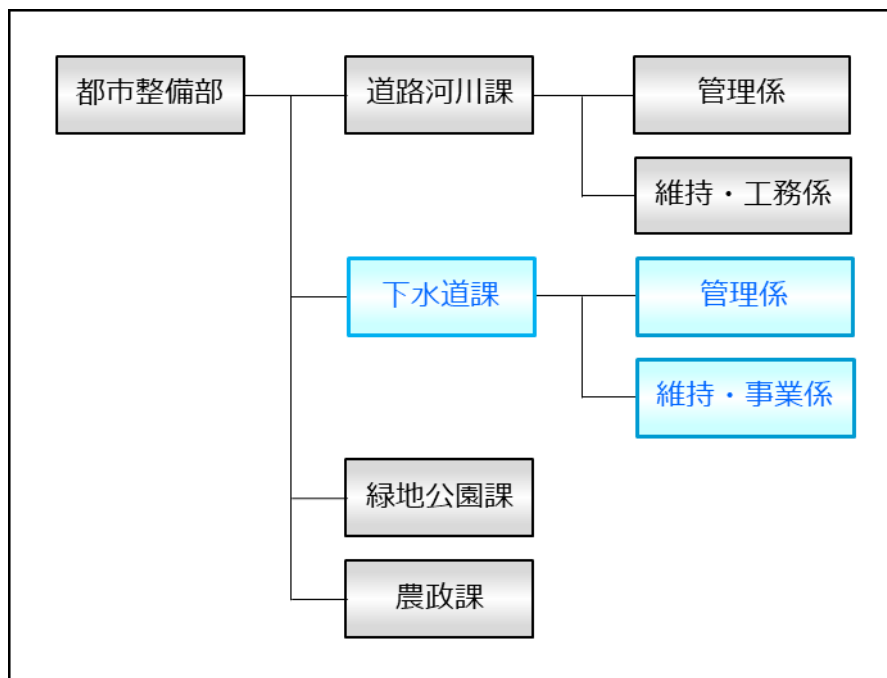 都市整備部
道路河川課
管理係
維持・工務係
下水道課
管理係
維持・事業係
緑地公園課
農政課